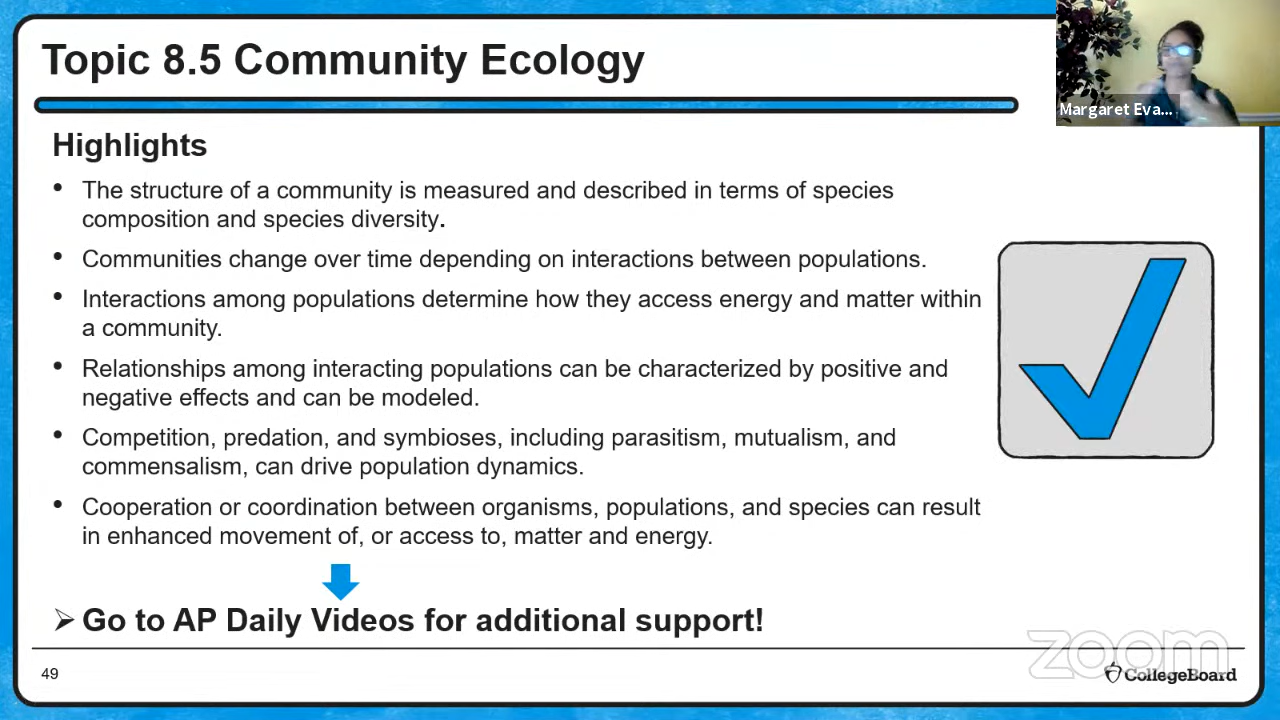 Topic 8.5 Community Ecology
Margaret Eva...
Highlights
• The structure of a community is measured and described in terms of species
composition and species diversity.
• Communities change over time depending on interactions between populations.
• Interactions among populations determine how they access energy and matter within
a community.
• Relationships among interacting populations can be characterized by positive and
negative effects and can be modeled.
• Competition, predation, and symbioses, including parasitism, mutualism, and
commensalism, can drive population dynamics.
• Cooperation or coordination between organisms, populations, and species can result
in enhanced movement of, or access to, matter and energy.
➢ Go to AP Daily Videos for additional support!
zoom
49
CollegeBoard